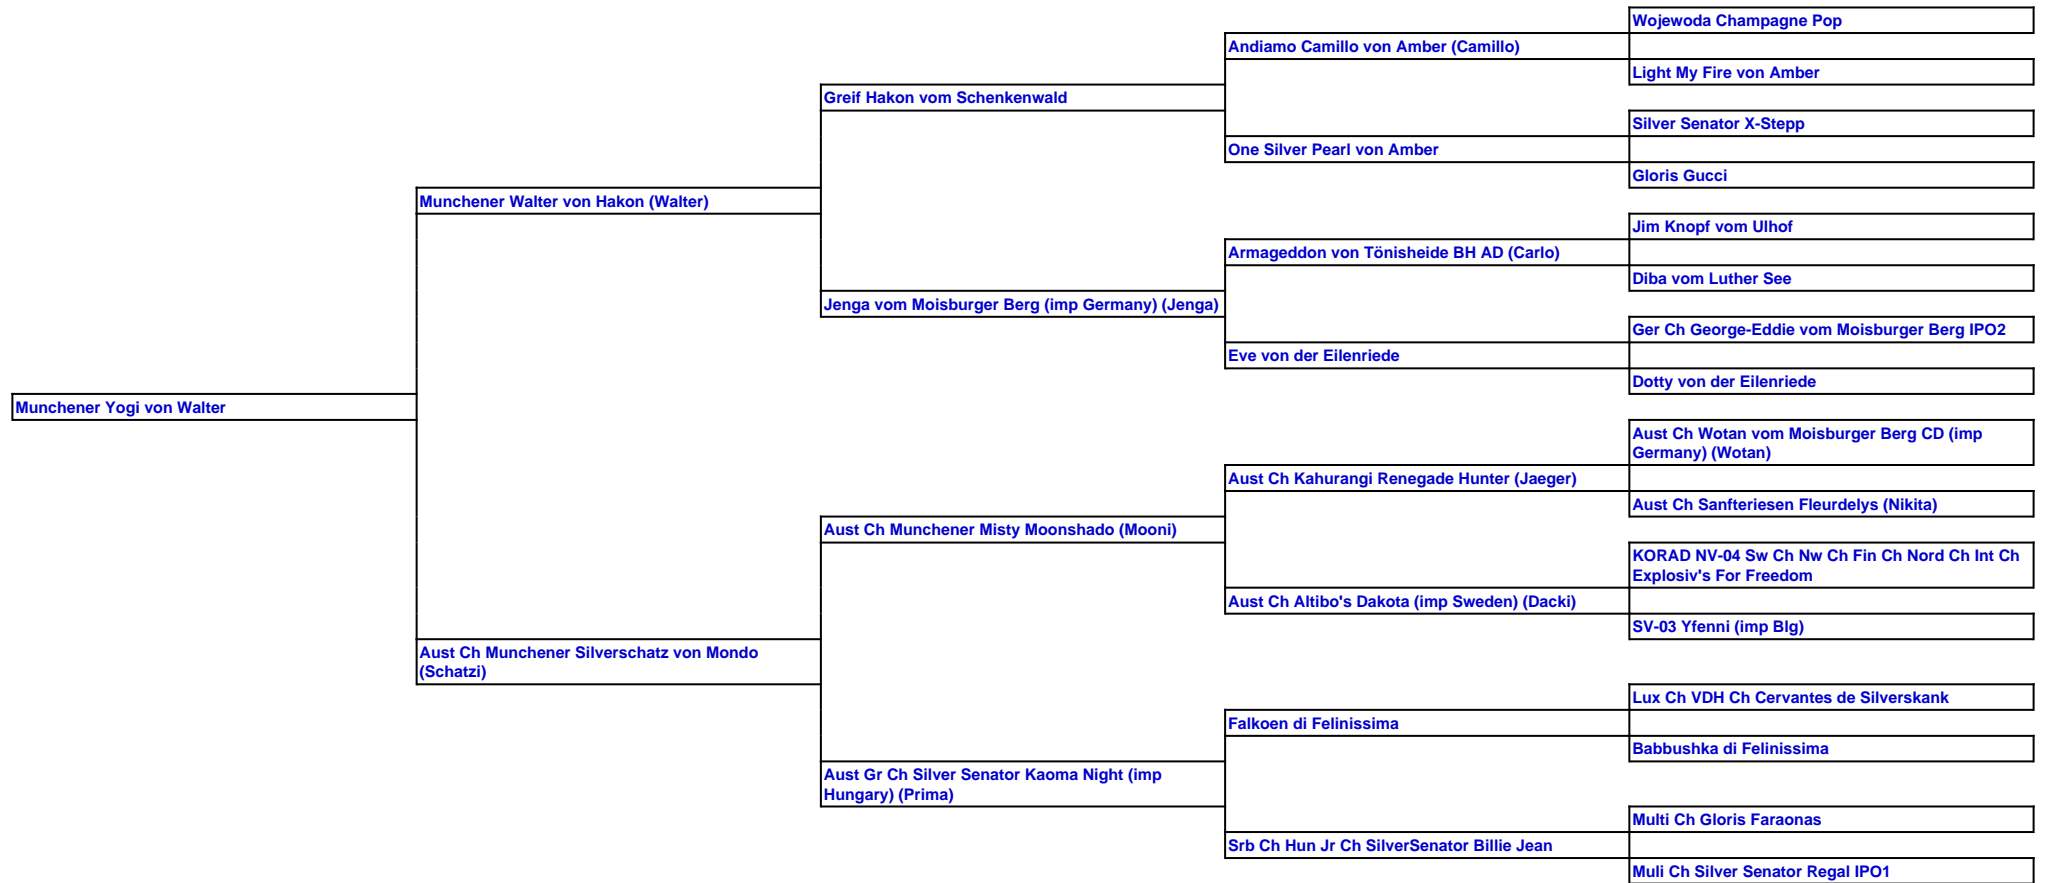 Wojewoda Champagne Pop
Andiamo Camillo von Amber (Camillo)
Light My Fire von Amber
Greif Hakon vom Schenkenwald
Silver Senator X-Stepp
One Silver Pearl von Amber
Gloris Gucci
Munchener Walter von Hakon (Walter)
Jim Knopf vom Ulhof
Armageddon von Tönisheide BH AD (Carlo)
Diba vom Luther See
Jenga vom Moisburger Berg (imp Germany) (Jenga)
Ger Ch George-Eddie vom Moisburger Berg IPO2
Eve von der Eilenriede
Dotty von der Eilenriede
Munchener Yogi von Walter
Aust Ch Wotan vom Moisburger Berg CD (imp
Germany) (Wotan)
Aust Ch Kahurangi Renegade Hunter (Jaeger)
Aust Ch Sanfteriesen Fleurdelys (Nikita)
Aust Ch Munchener Misty Moonshado (Mooni)
KORAD NV-04 Sw Ch Nw Ch Fin Ch Nord Ch Int Ch
Explosiv's For Freedom
Aust Ch Altibo's Dakota (imp Sweden) (Dacki)
SV-03 Yfenni (imp Blg)
Aust Ch Munchener Silverschatz von Mondo
(Schatzi)
Lux Ch VDH Ch Cervantes de Silverskank
Falkoen di Felinissima
Babbushka di Felinissima
Aust Gr Ch Silver Senator Kaoma Night (imp
Hungary) (Prima)
Multi Ch Gloris Faraonas
Srb Ch Hun Jr Ch SilverSenator Billie Jean
Muli Ch Silver Senator Regal IPO1